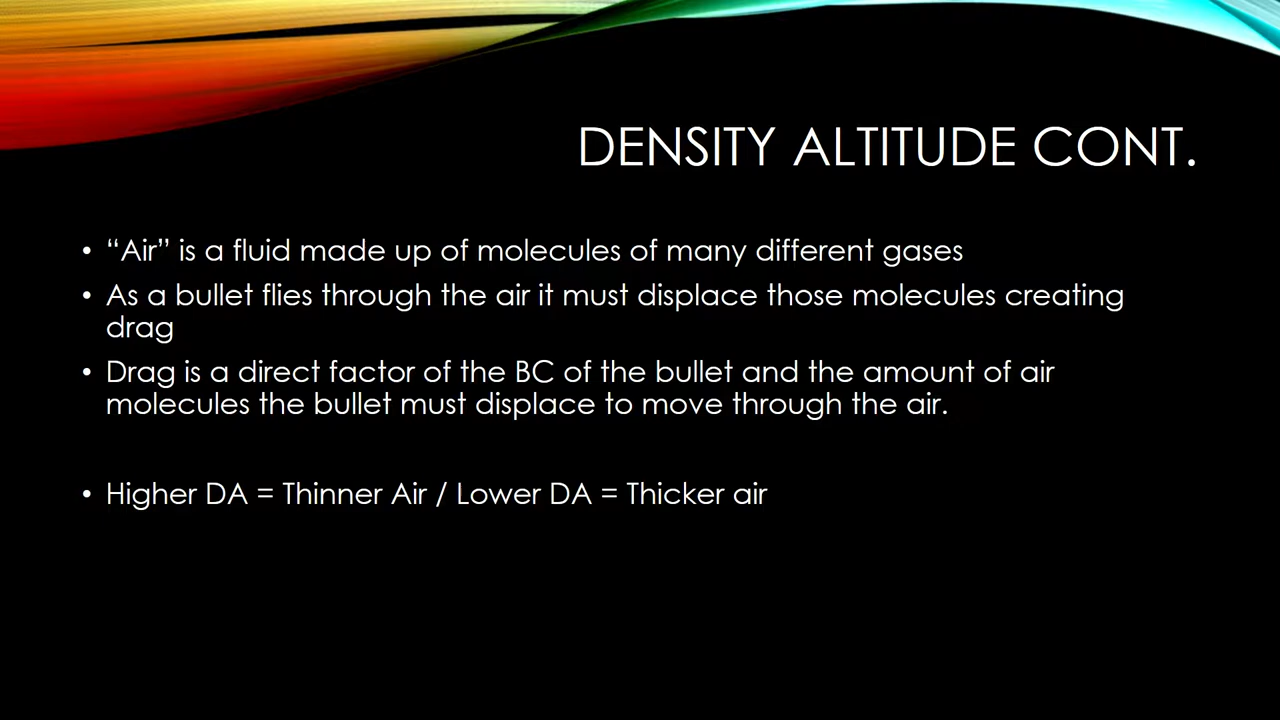 DENSITY ALTITUDE CONT.
• “Air” is a fluid made up of molecules of many different gases
• As a bullet flies through the air it must displace those molecules creating
drag
• Drag is a direct factor of the BC of the bullet and the amount of air
molecules the bullet must displace to move through the air.
• Higher DA = Thinner Air / Lower DA = Thicker air